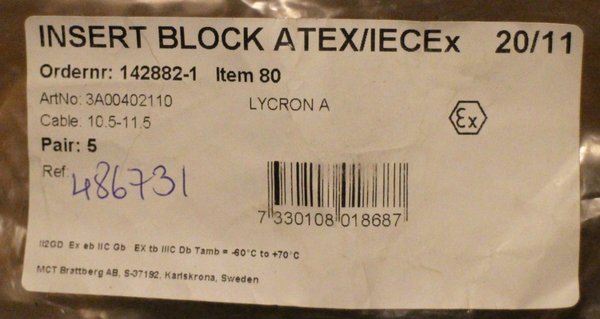 INSERT BLOCK ATEX/IECEx 20/11
Ordernr: 142882-1 Item 80
ArtNo: 3A00402110 LYCRON A
Cable: 10.5-11.5
Pair: 5
Ref: 486731
Ex
7 330108 018687
II2GD Ex eb IIC Gb EX tb IIIC Db Tamb = -60°C to +70°C
MCT Brattberg AB, S-37192, Karlskrona, Sweden